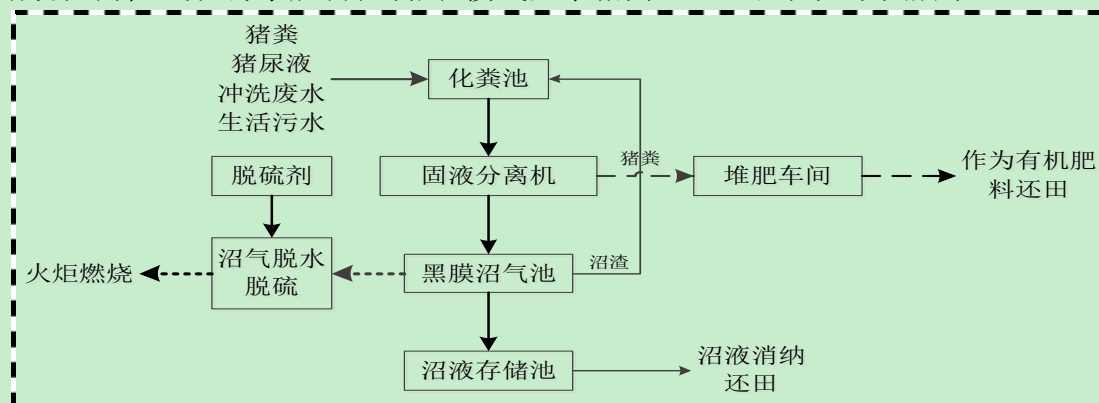 猪粪
猪尿液
冲洗废水
生活污水
化粪池
脱硫剂
固液分离机
猪粪
堆肥车间
作为有机肥
料还田
火炬燃烧
沼气脱水
脱硫
黑膜沼气池
沼渣
沼液存储池
沼液消纳
还田